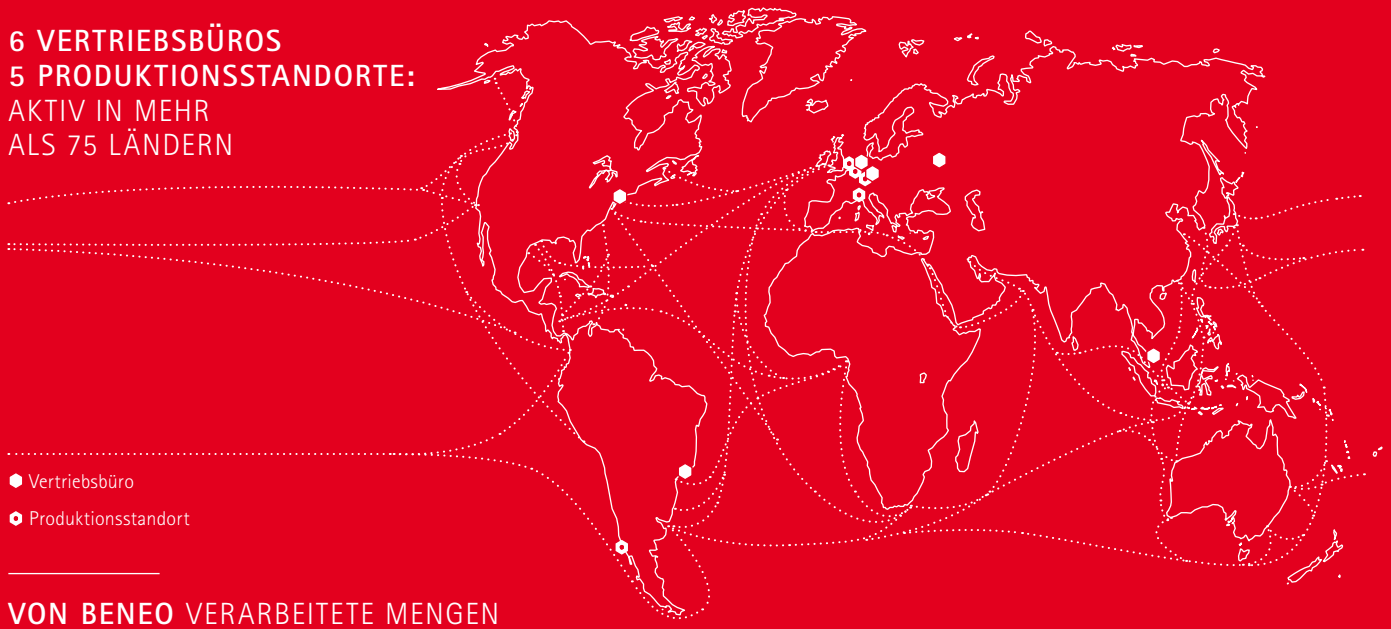 6 VERTRIEBSBÜROS
5 PRODUKTIONSSTANDORTE:
AKTIV IN MEHR
ALS 75 LÄNDERN
Vertriebsbüro
Produktionsstandort
VON BENEO VERARBEITETE MENGEN